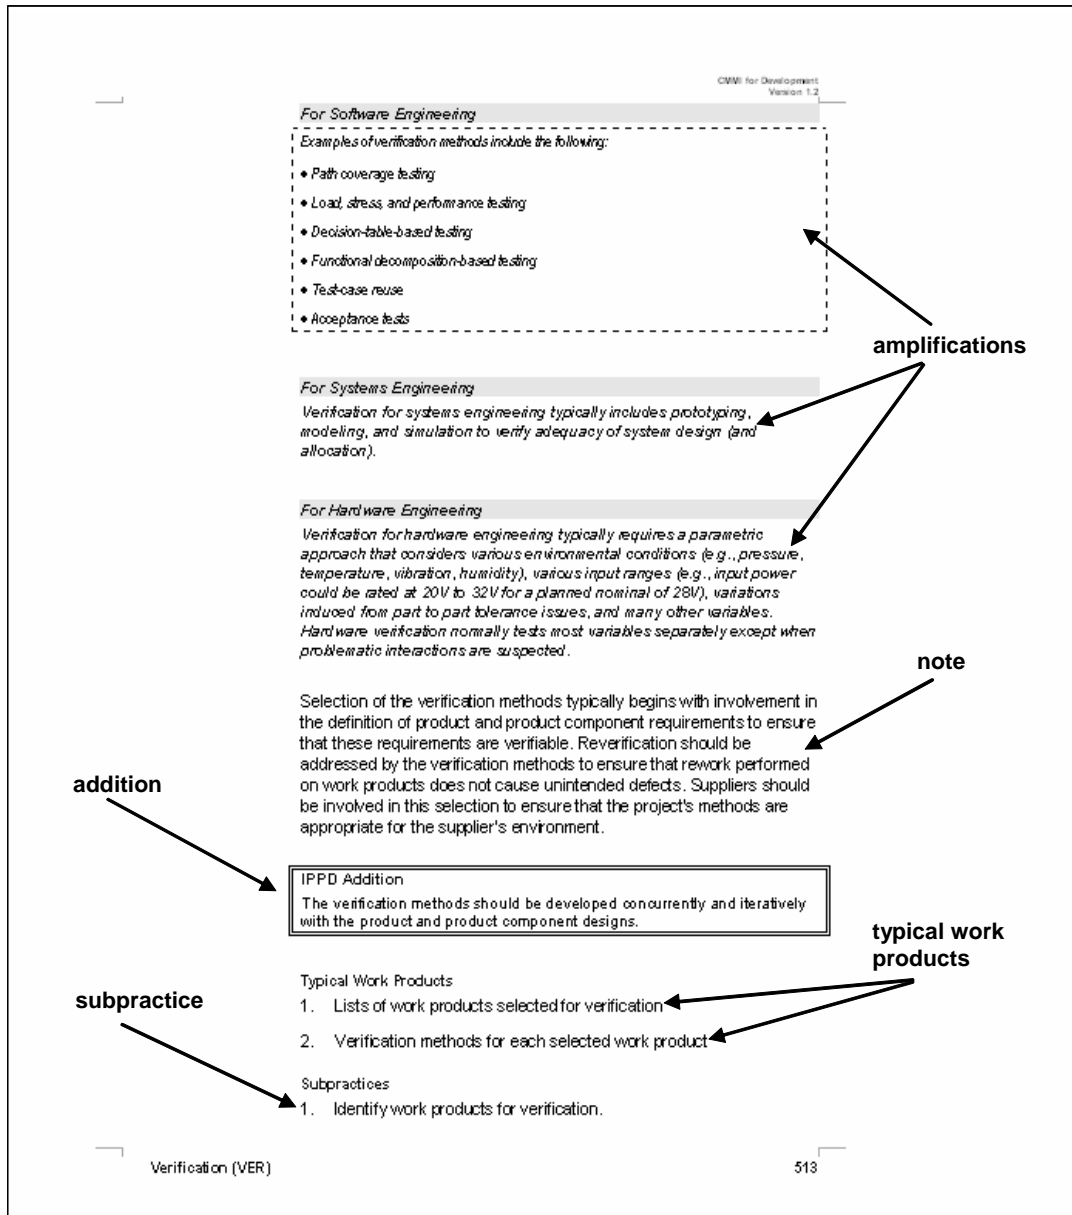 CMMI for Development
Version 1.2
For Software Engineering
Examples of verification methods include the following:
• Path coverage testing
• Load, stress, and performance testing
• Decision-table-based testing
• Functional decomposition-based testing
• Test-case reuse
• Acceptance tests
amplifications
For Systems Engineering
Verification for systems engineering typically includes prototyping,
modeling, and simulation to verify adequacy of system design (and
allocation).
For Hardware Engineering
Verification for hardware engineering typically requires a parametric
approach that considers various environmental conditions (e.g., pressure,
temperature, vibration, humidity), various input ranges (e.g., input power
could be rated at 20V to 32V for a planned nominal of 28V), variations
induced from part to part tolerance issues, and many other variables.
Hardware verification normally tests most variables separately except when
problematic interactions are suspected.
note
Selection of the verification methods typically begins with involvement in
the definition of product and product component requirements to ensure
that these requirements are verifiable. Reverification should be
addressed by the verification methods to ensure that rework performed
on work products does not cause unintended defects. Suppliers should
be involved in this selection to ensure that the project's methods are
appropriate for the supplier's environment.
addition
IPPD Addition
The verification methods should be developed concurrently and iteratively
with the product and product component designs.
typical work
products
Typical Work Products
1. Lists of work products selected for verification
2. Verification methods for each selected work product
subpractice
Subpractices
1. Identify work products for verification.
Verification (VER)
513